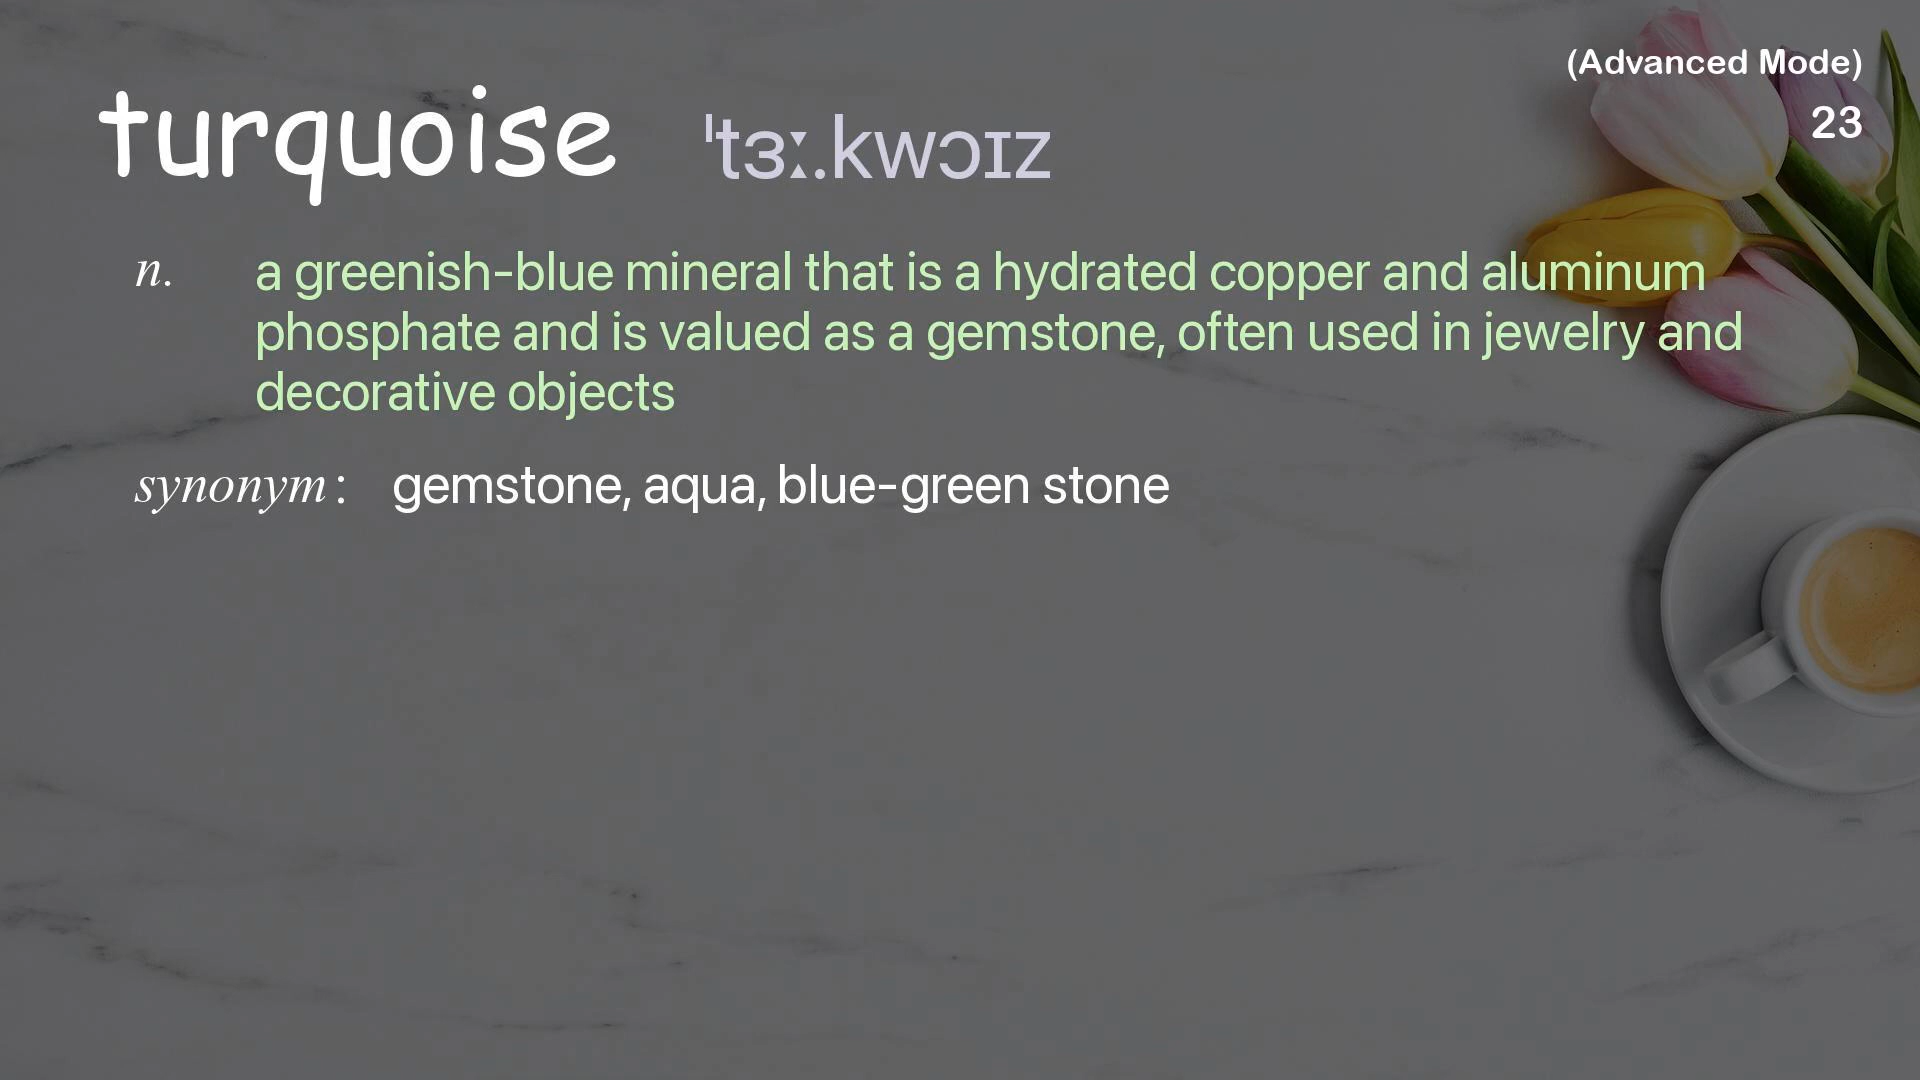 (Advanced Mode)
turquoise ˈtɜː.kwɔɪz
23
n. a greenish-blue mineral that is a hydrated copper and aluminum
phosphate and is valued as a gemstone, often used in jewelry and
decorative objects
synonym: gemstone, aqua, blue-green stone